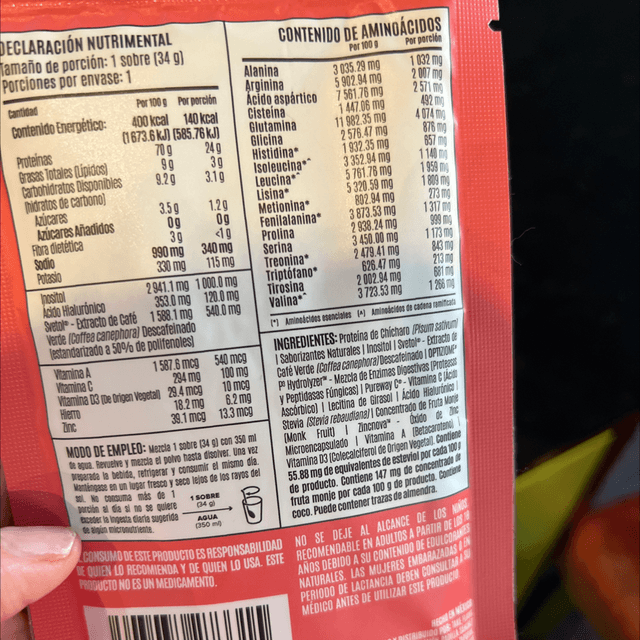 DECLARACIÓN NUTRIMENTAL
Tamaño de porción: 1 sobre (34 g)
Porciones por envase: 1
Cantidad Por 100 g Por porción
Contenido Energético: 400 kcal 140 kcal
(1 673.6 kJ) (585.76 kJ)
Proteínas 70 g 24 g
Grasas Totales (Lípidos) 9 g 3 g
Carbohidratos Disponibles 9.2 g 3.1 g
(hidratos de carbono)
Azúcares 3.5 g 1.2 g
Azúcares Añadidos 0 g 0 g
Fibra dietética 3 g <1 g
Sodio 990 mg 340 mg
Potasio 330 mg 115 mg
Inositol 2 941.1 mg 1 000.0 mg
Ácido Hialurónico 353.0 mg 120.0 mg
Svetol® - Extracto de Café 1 588.1 mg 540.0 mg
Verde (Coffea canephora) Descafeinado
(estandarizado a 50% de polifenoles)
Vitamina A 1 587.6 mcg 540 mcg
Vitamina C 294 mg 100 mg
Vitamina D3 (De Origen Vegetal) 29.4 mcg 10 mcg
Hierro 18.2 mg 6.2 mg
Zinc 39.1 mcg 13.3 mcg
MODO DE EMPLEO: Mezcla 1 sobre (34 g) con 350 ml
de agua. Revuelve y mezcla el polvo hasta disolver. Una vez
preparada la bebida, refrigerar y consumir el mismo día.
Manténgase en un lugar fresco y seco lejos de los rayos del
sol. No consuma más de 1
porción al día si no se quiere
exceder la ingesta diaria sugerida
de algún micronutriente.
1 SOBRE
(34 g)
AGUA
(350 ml)
CONTENIDO DE AMINOÁCIDOS
Por 100 g Por porción
Alanina 3 035.29 mg 1 032 mg
Arginina 5 902.94 mg 2 007 mg
Ácido aspártico 7 561.76 mg 2 571 mg
Cisteína 1 447.06 mg 492 mg
Glutamina 11 982.35 mg 4 074 mg
Glicina 2 576.47 mg 876 mg
Histidina* 1 932.35 mg 657 mg
Isoleucina*^ 3 352.94 mg 1 140 mg
Leucina*^ 5 761.76 mg 1 959 mg
Lisina* 5 320.59 mg 1 809 mg
Metionina* 802.94 mg 273 mg
Fenilalanina* 3 873.53 mg 1 317 mg
Prolina 2 938.24 mg 999 mg
Serina 3 450.00 mg 1 173 mg
Treonina* 2 479.41 mg 843 mg
Triptófano* 626.47 mg 213 mg
Tirosina 2 002.94 mg 681 mg
Valina*^ 3 723.53 mg 1 266 mg
(*) Aminoácidos esenciales (^) Aminoácidos de cadena ramificada
INGREDIENTES: Proteína de Chícharo (Pisum sativum)
| Saborizantes Naturales | Inositol | Svetol® - Extracto de
Café Verde (Coffea canephora) Descafeinado | OPTIZIOME®
P³ Hydrolyzer™ - Mezcla de Enzimas Digestivas (Proteasas
y Peptidasas Fúngicas) | Pureway C® - Vitamina C (Ácido
Ascórbico) | Lecitina de Girasol | Ácido Hialurónico |
Stevia (Stevia rebaudiana) | Concentrado de Fruta Monje
(Monk Fruit) | Zincnova™ - Óxido de Zinc
Microencapsulado | Vitamina A (Betacaroteno) |
Vitamina D3 (Colecalciferol de Origen Vegetal). Contiene
55.88 mg de equivalentes de esteviol por cada 100 g
de producto. Contiene 147 mg de concentrado de
fruta monje por cada 100 g de producto. Contiene
coco. Puede contener trazas de almendra.
CONSUMO DE ESTE PRODUCTO ES RESPONSABILIDAD
DE QUIEN LO RECOMIENDA Y DE QUIEN LO USA. ESTE
PRODUCTO NO ES UN MEDICAMENTO.
NO SE DEJE AL ALCANCE DE LOS NIÑOS.
RECOMENDABLE EN ADULTOS A PARTIR DE LOS 18
AÑOS DEBIDO A SU CONTENIDO DE EDULCORANTES
NATURALES. LAS MUJERES EMBARAZADAS O EN
PERIODO DE LACTANCIA DEBEN CONSULTAR A SU
MÉDICO ANTES DE UTILIZAR ESTE PRODUCTO.
HECHO EN MÉXICO
Y DISTRIBUIDO POR: